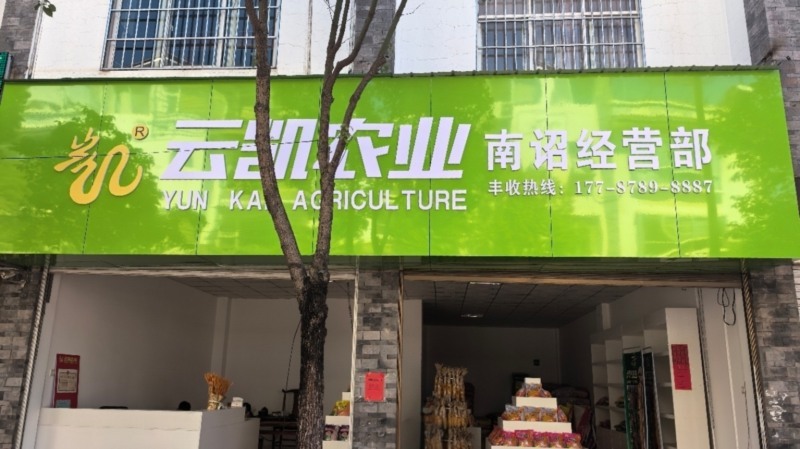 凯®
云凯农业
YUN KAI AGRICULTURE
南诏经营部
丰收热线：177-8789-8887